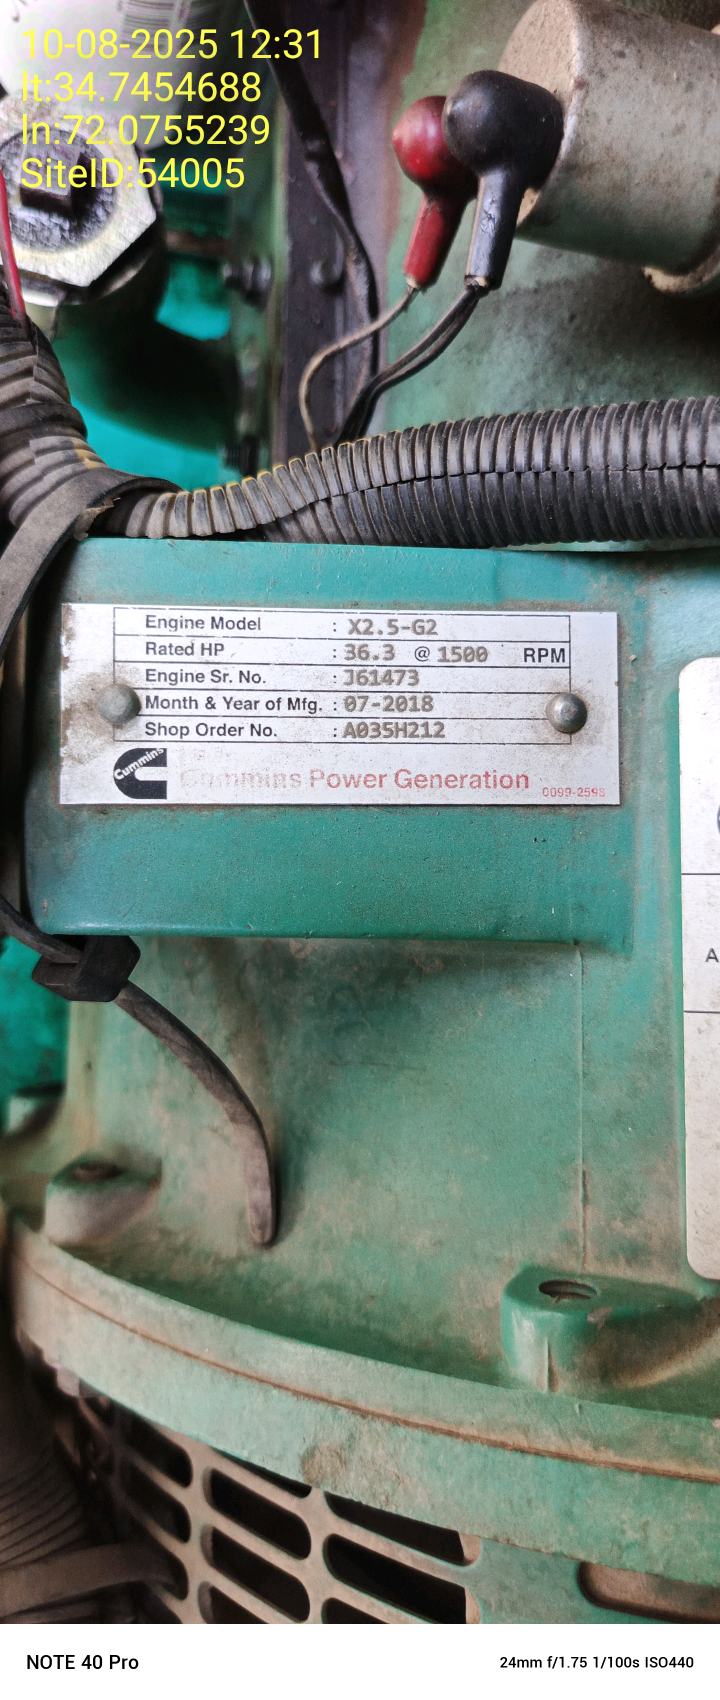 10-08-2025 12:31
lt:34.7454688
ln:72.0755239
SiteID:54005
Engine Model : X2.5-G2
Rated HP : 36.3 @ 1500 RPM
Engine Sr. No. : J61473
Month & Year of Mfg. : 07-2018
Shop Order No. : A035H212
Cummins
Cummins Power Generation
0099-2598
A
NOTE 40 Pro
24mm f/1.75 1/100s ISO440